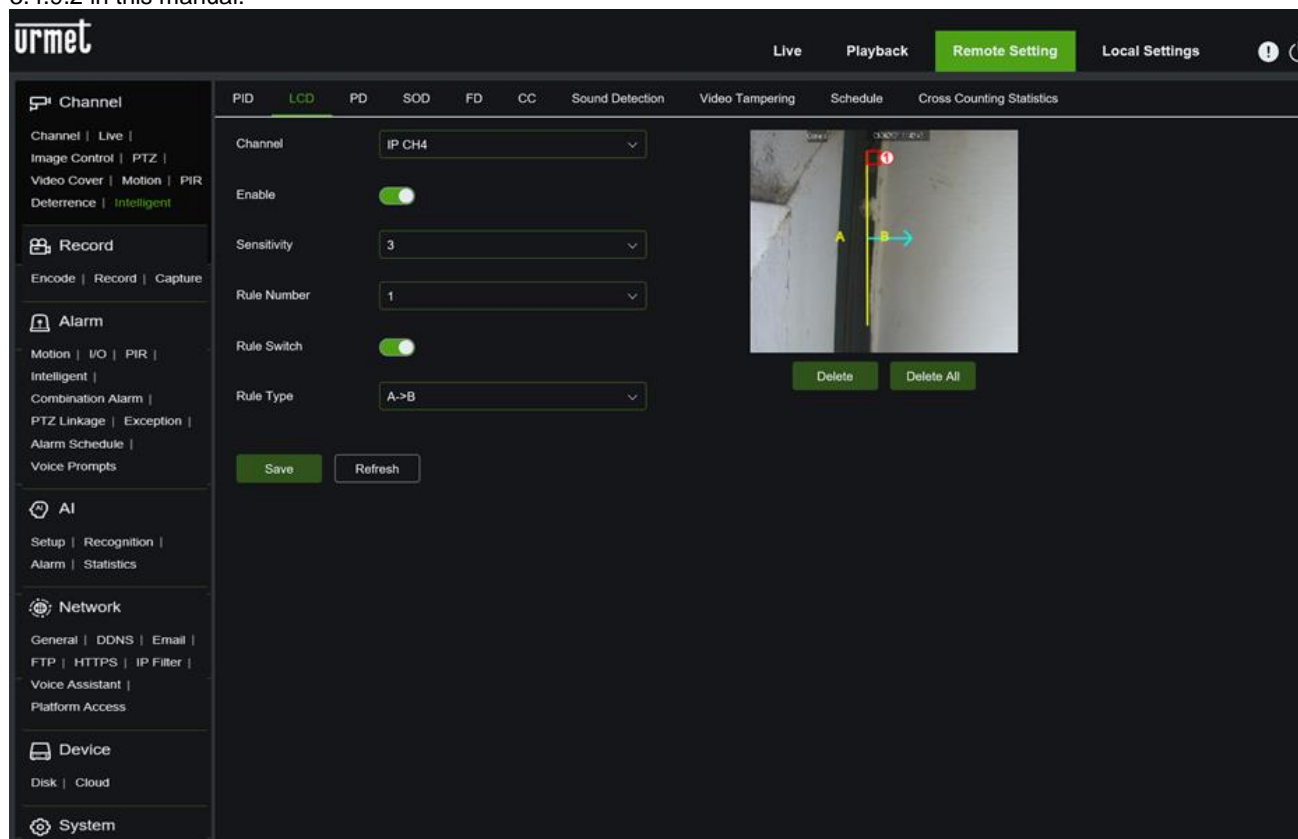 urmet
Live Playback Remote Setting Local Settings
Channel
Channel | Live |
Image Control | PTZ |
Video Cover | Motion | PIR
Deterrence | Intelligent
Record
Encode | Record | Capture
Alarm
Motion | I/O | PIR |
Intelligent |
Combination Alarm |
PTZ Linkage | Exception |
Alarm Schedule |
Voice Prompts
AI
Setup | Recognition |
Alarm | Statistics
Network
General | DDNS | Email |
FTP | HTTPS | IP Filter |
Voice Assistant |
Platform Access
Device
Disk | Cloud
System
PID LCD PD SOD FD CC Sound Detection Video Tampering Schedule Cross Counting Statistics
Channel IP CH4
Enable
Sensitivity 3
Rule Number 1
Rule Switch
Rule Type A->B
Save Refresh
1
A B
Delete Delete All